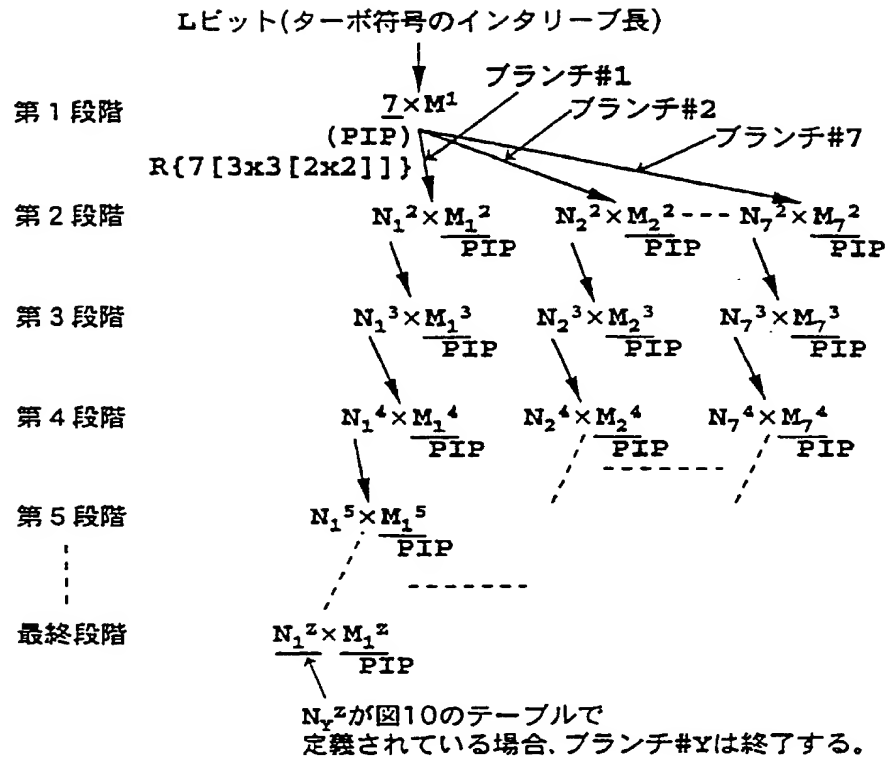 Lビット(ターボ符号のインタリーブ長)
ブランチ#1
第1段階 7×M¹ ブランチ#2
(PIP) ブランチ#7
R{7[3x3[2x2]]}
第2段階 N₁²×M₁² N₂²×M₂² --- N₇²×M₇²
PIP PIP PIP
第3段階 N₁³×M₁³ N₂³×M₂³ N₇³×M₇³
PIP PIP PIP
第4段階 N₁⁴×M₁⁴ N₂⁴×M₂⁴ N₇⁴×M₇⁴
PIP PIP PIP
第5段階 N₁⁵×M₁⁵
PIP
最終段階 N₁ᶻ×M₁ᶻ
PIP
Nʏᶻが図10のテーブルで
定義されている場合、ブランチ#Yは終了する。